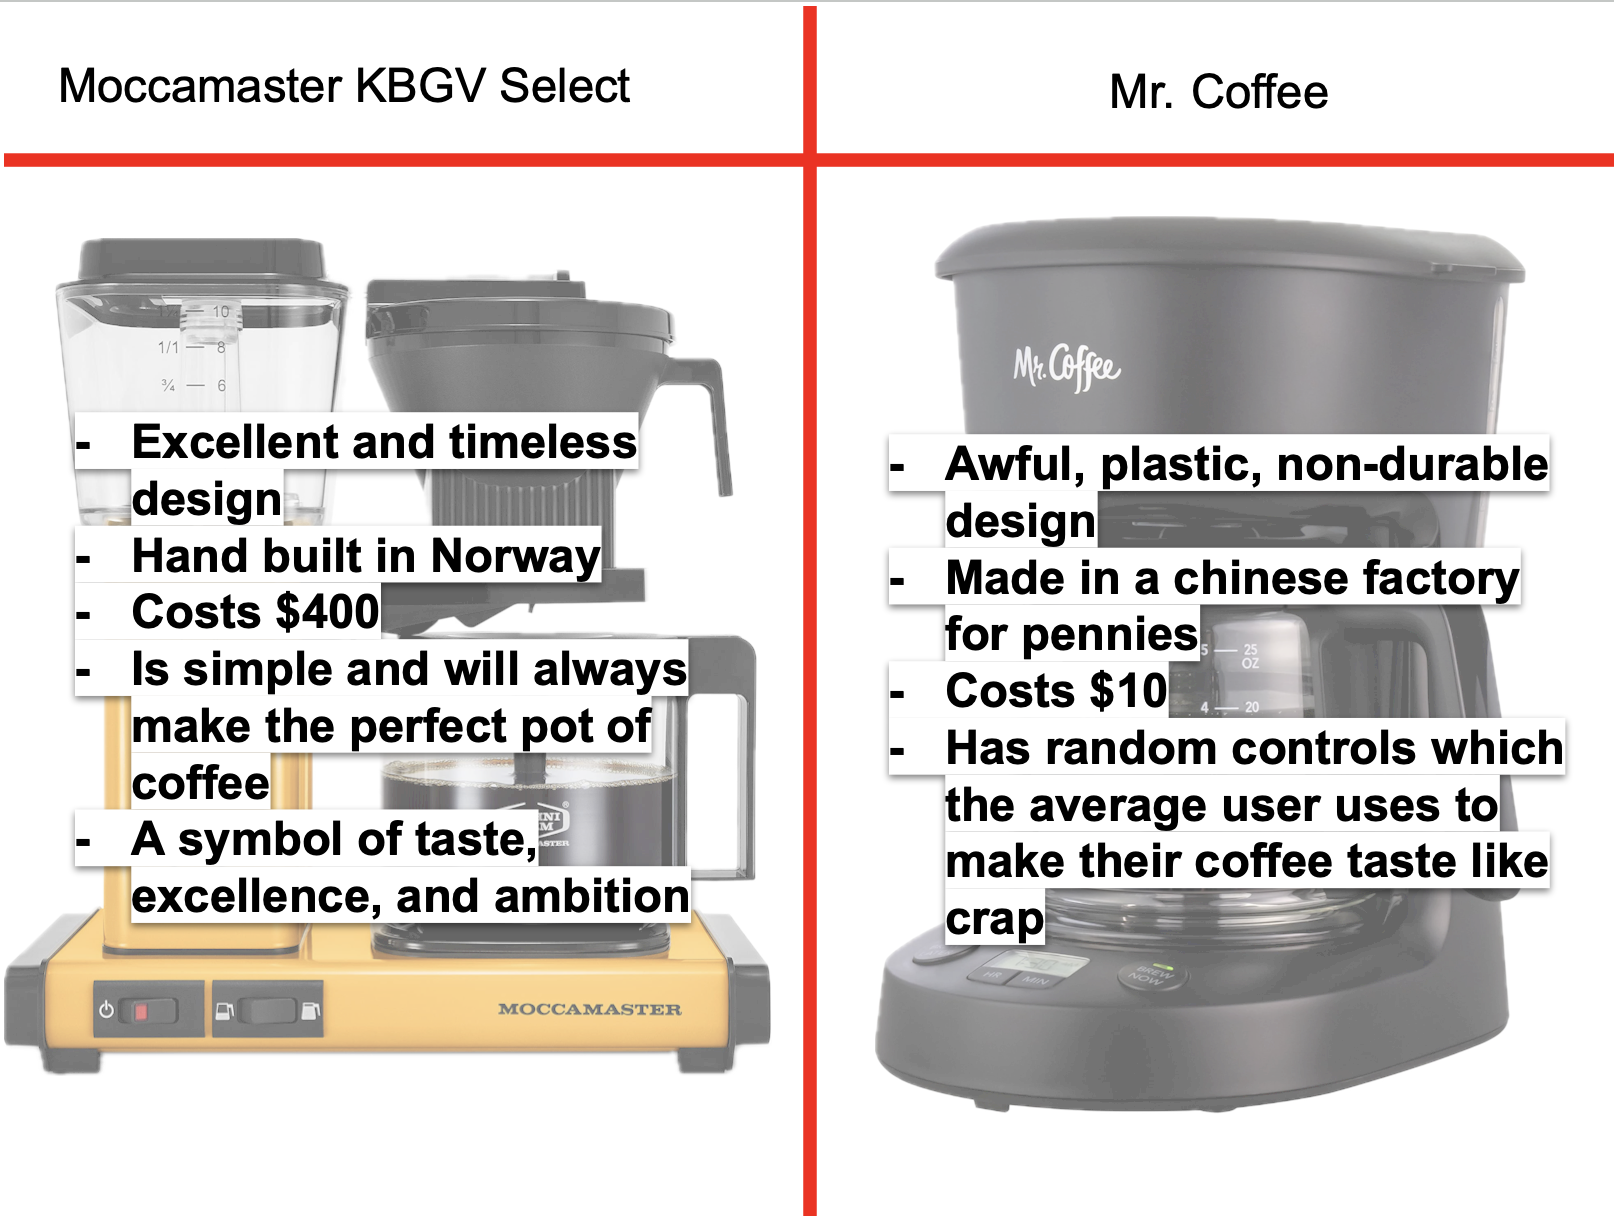 Moccamaster KBGV Select
Mr. Coffee
10
1/1 — 8
¾ — 6
- Excellent and timeless
design
- Hand built in Norway
- Costs $400
- Is simple and will always
make the perfect pot of
coffee
- A symbol of taste,
excellence, and ambition
MOCCAMASTER
Mr. Coffee
- Awful, plastic, non-durable
design
- Made in a chinese factory
for pennies
- Costs $10
- Has random controls which
the average user uses to
make their coffee taste like
crap
5 — 25
OZ
4 — 20
HR MIN
BREW
NOW